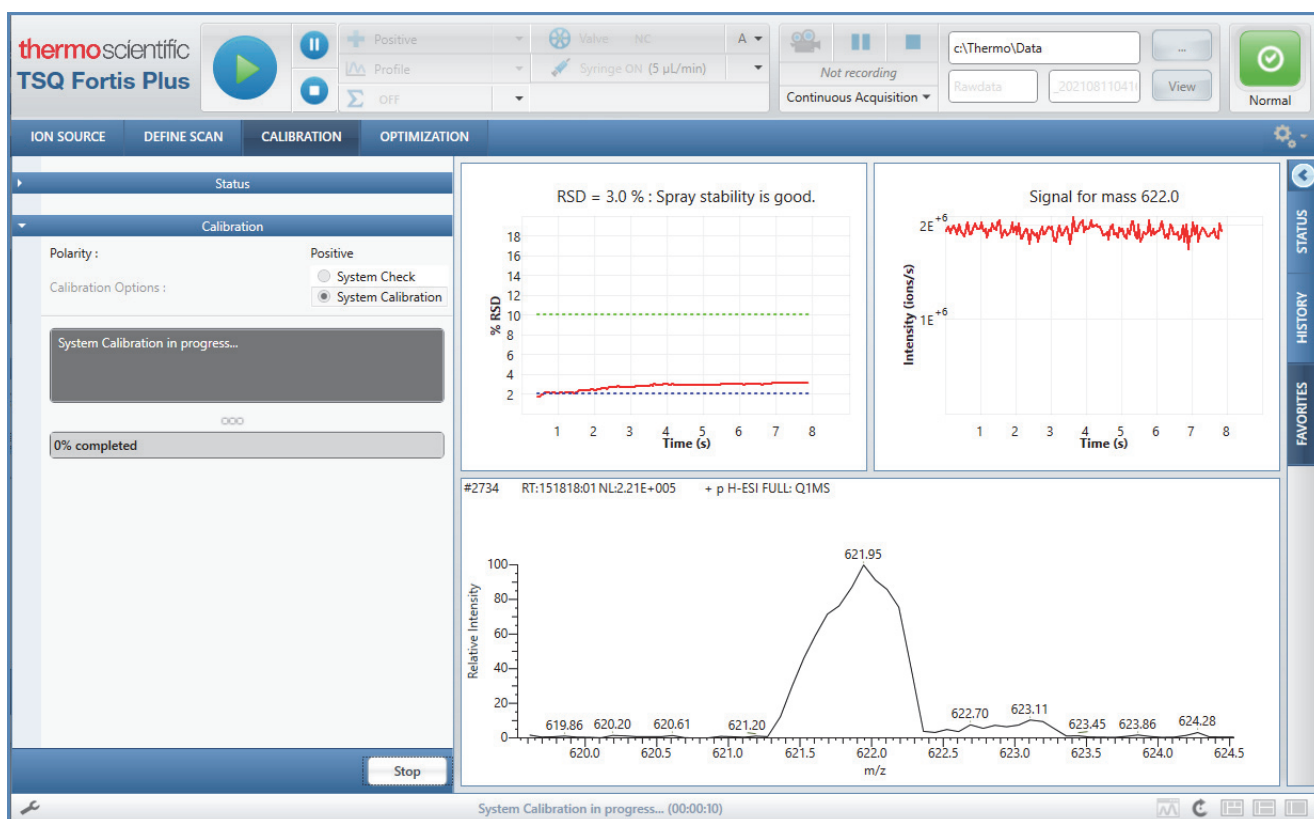 thermo scientific
TSQ Fortis Plus
Positive
Profile
OFF
Valve: NC
A
Syringe ON (5 µL/min)
Not recording
Continuous Acquisition
c:\Thermo\Data
...
Rawdata
View
Normal
ION SOURCE DEFINE SCAN CALIBRATION OPTIMIZATION
Status
Calibration
Polarity : Positive
Calibration Options :
System Check
System Calibration
System Calibration in progress...
0% completed
Stop
RSD = 3.0 % : Spray stability is good.
18
16
14
12
10
8
6
4
2
% RSD
1 2 3 4 5 6 7 8
Time (s)
Signal for mass 622.0
2E+6
1E+6
Intensity (ions/s)
1 2 3 4 5 6 7 8
Time (s)
STATUS
HISTORY
FAVORITES
#2734 RT:151818:01 NL:2.21E+005 + p H-ESI FULL: Q1MS
621.95
100
80
60
40
20
0
Relative Intensity
619.86 620.20 620.61 621.20 622.70 623.11 623.45 623.86 624.28
620.0 620.5 621.0 621.5 622.0 622.5 623.0 623.5 624.0 624.5
m/z
System Calibration in progress... (00:00:10)